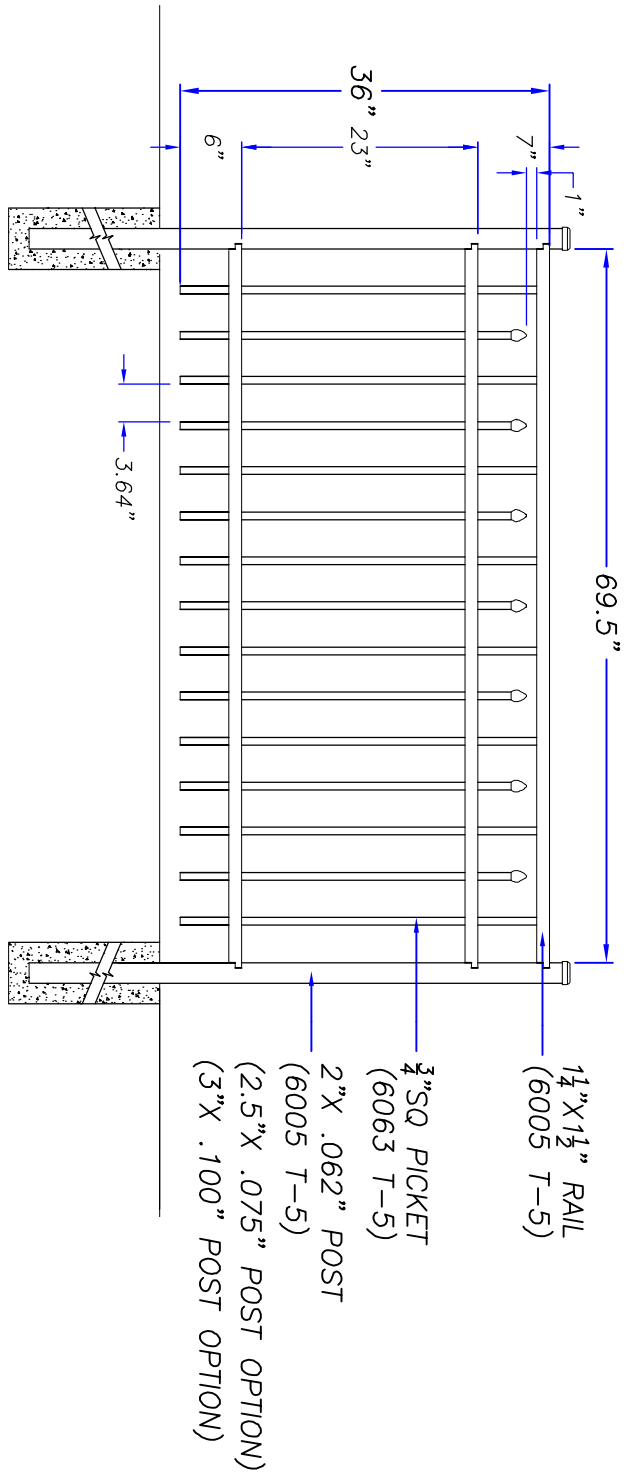 69.5”
1”
7”
36” 23”
6”
3.64”
1¼”X1½” RAIL
(6005 T-5)
¾”SQ PICKET
(6063 T-5)
2”X .062” POST
(6005 T-5)
(2.5”X .075” POST OPTION)
(3”X .100” POST OPTION)